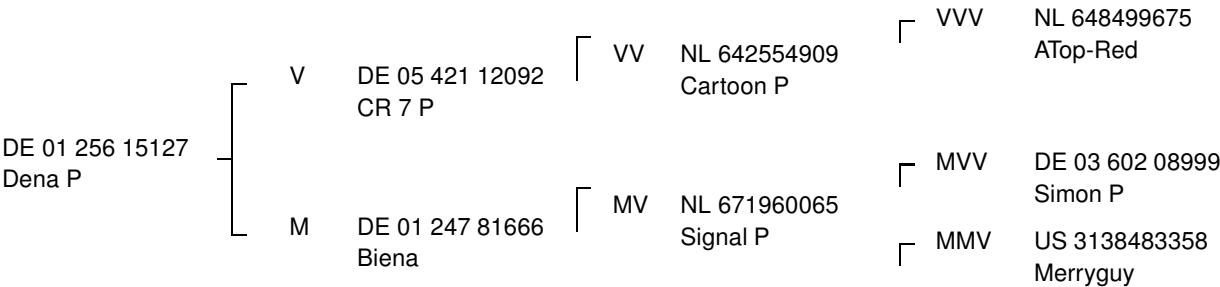 VVV NL 648499675
ATop-Red
VV NL 642554909
Cartoon P
V DE 05 421 12092
CR 7 P
DE 01 256 15127
Dena P
MVV DE 03 602 08999
Simon P
MV NL 671960065
Signal P
M DE 01 247 81666
Biena
MMV US 3138483358
Merryguy